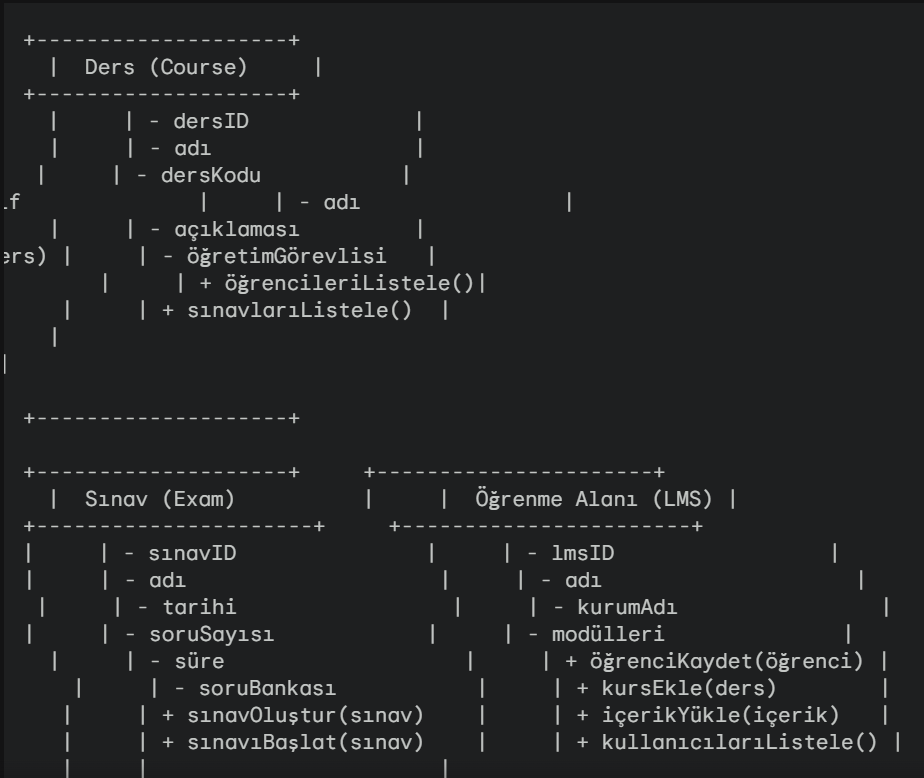 +--------------------+
| Ders (Course) |
+--------------------+
| | - dersID |
| | - adı |
| | - dersKodu |
.f | | - adı |
| | - açıklaması |
ers) | | - öğretimGörevlisi |
| | + öğrencileriListele()|
| | + sınavlarıListele() |
|
|
+--------------------+
+--------------------+ +----------------------+
| Sınav (Exam) | | Öğrenme Alanı (LMS) |
+----------------------+ +-----------------------+
| | - sınavID | | - lmsID |
| | - adı | | - adı |
| | - tarihi | | - kurumAdı |
| | - soruSayısı | | - modülleri |
| | - süre | | + öğrenciKaydet(öğrenci) |
| | - soruBankası | | + kursEkle(ders) |
| | + sınavOluştur(sınav) | | + içerikYükle(içerik) |
| | + sınavıBaşlat(sınav) | | + kullanıcılarıListele() |
| | |